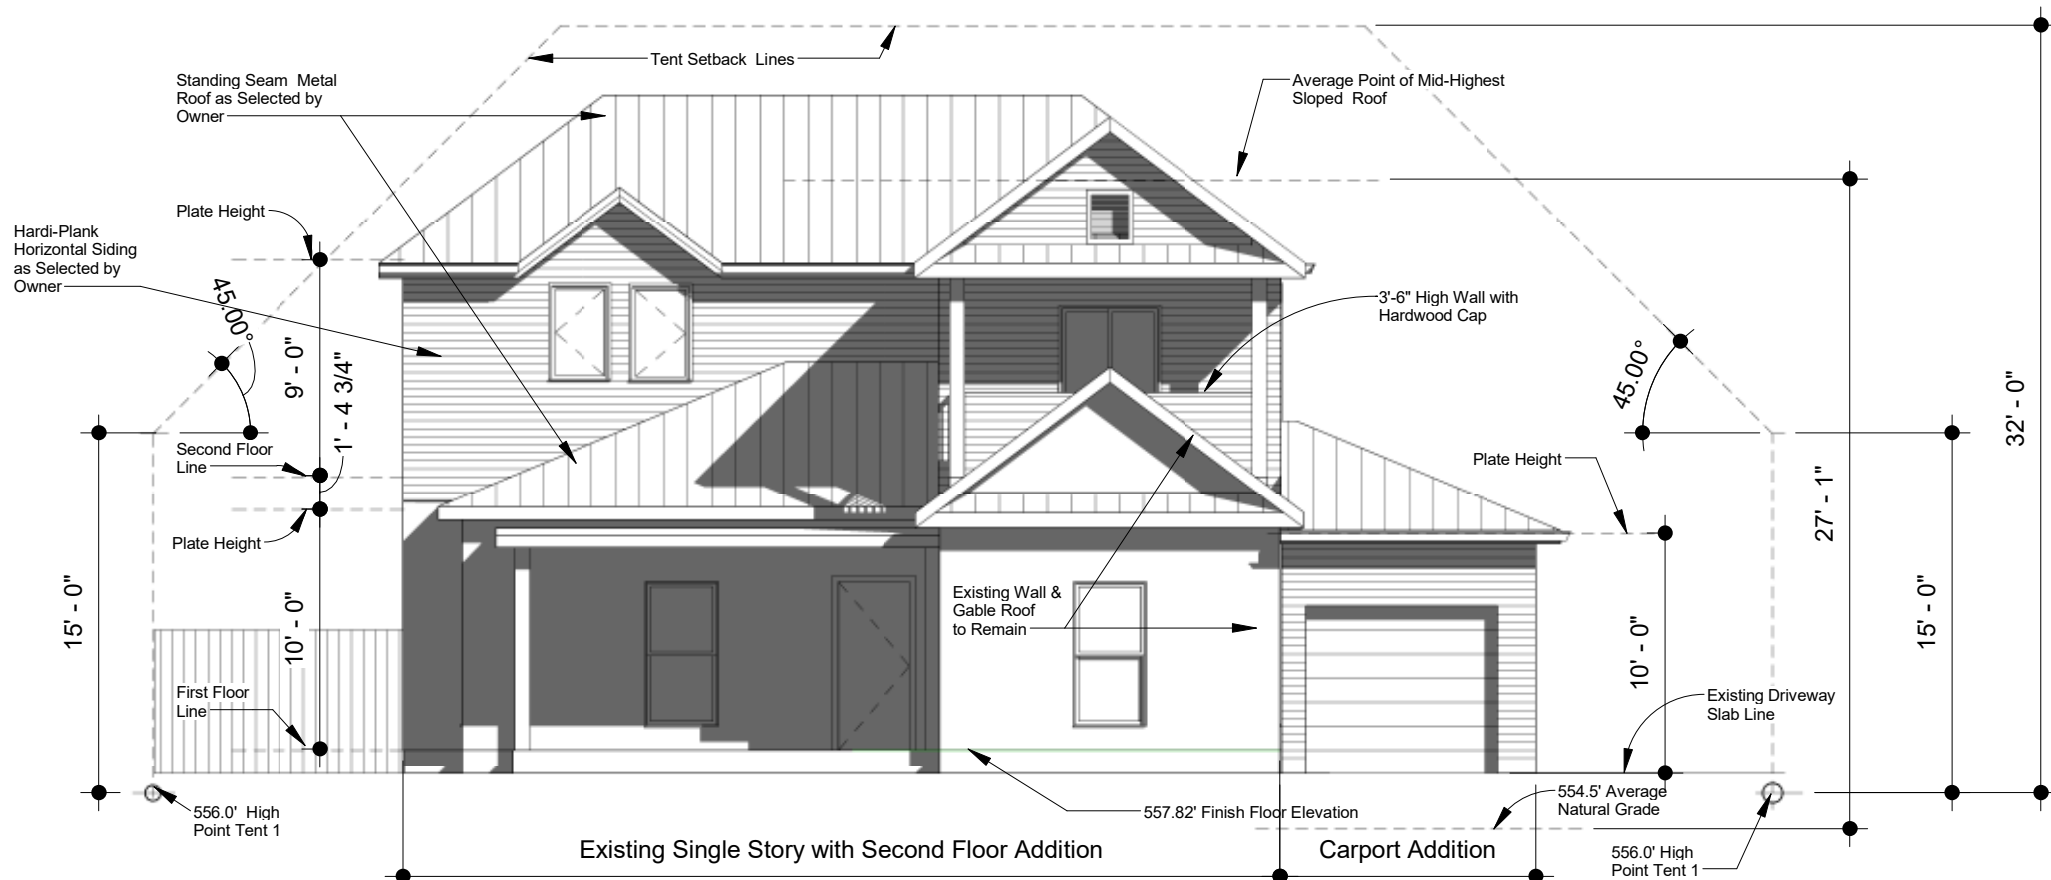 Tent Setback  Lines
Standing Seam  Metal
Roof as Selected by
Owner
Average Point of Mid-Highest
Sloped  Roof
Plate Height
Hardi-Plank
Horizontal Siding
as Selected by
Owner
45.00°
9' - 0"
1' - 4 3/4"
3'-6" High Wall with
Hardwood Cap
45.00°
32' - 0"
Second Floor
Line
Plate Height
Plate Height
27' - 1"
15' - 0"
10' - 0"
Existing Wall &
Gable Roof
to Remain
10' - 0"
15' - 0"
First Floor
Line
Existing Driveway
Slab Line
556.0'  High
Point Tent 1
557.82' Finish Floor Elevation
554.5' Average
Natural Grade
Existing Single Story with Second Floor Addition
Carport Addition
556.0' High
Point Tent 1